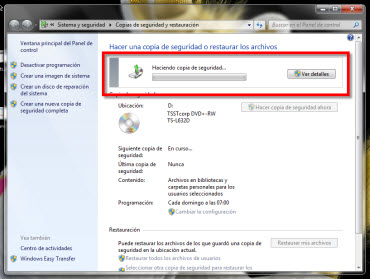 Sistema y seguridad ▸ Copias de seguridad y restauración
Buscar en el Panel de control
Ventana principal del Panel de control
Hacer una copia de seguridad o restaurar los archivos
Desactivar programación
Crear una imagen de sistema
Crear un disco de reparación del sistema
Crear una nueva copia de seguridad completa
Haciendo copia de seguridad...
Ver detalles
Ubicación:
D:
TSSTcorp DVD+-RW
TS-L632D
Hacer copia de seguridad ahora
Siguiente copia de seguridad:
En curso...
Última copia de seguridad:
Nunca
Contenido:
Archivos en bibliotecas y
carpetas personales para los
usuarios seleccionados
Programación:
Cada domingo a las 07:00
Cambiar la configuración
Restauración
Puede restaurar los archivos de los que guardó una copia de
seguridad en la ubicación actual.
Restaurar mis archivos
Restaurar todos los archivos de usuarios
Seleccionar otra copia de seguridad para restaurar
Vea también
Centro de actividades
Windows Easy Transfer